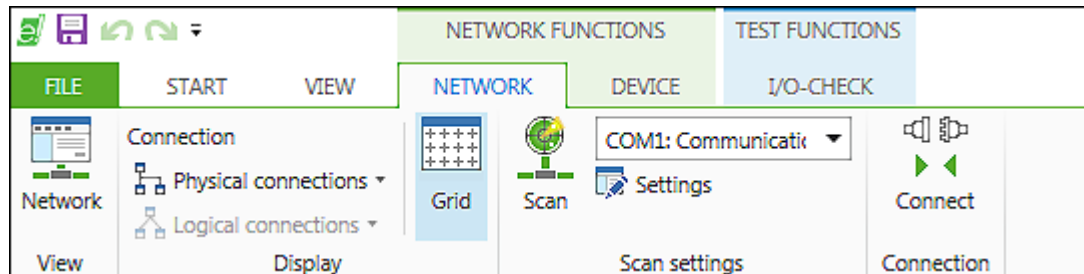 NETWORK FUNCTIONS TEST FUNCTIONS
FILE START VIEW NETWORK DEVICE I/O-CHECK
Network
View
Connection
Physical connections
Logical connections
Grid
Display
Scan
COM1: Communicatic
Settings
Scan settings
Connect
Connection